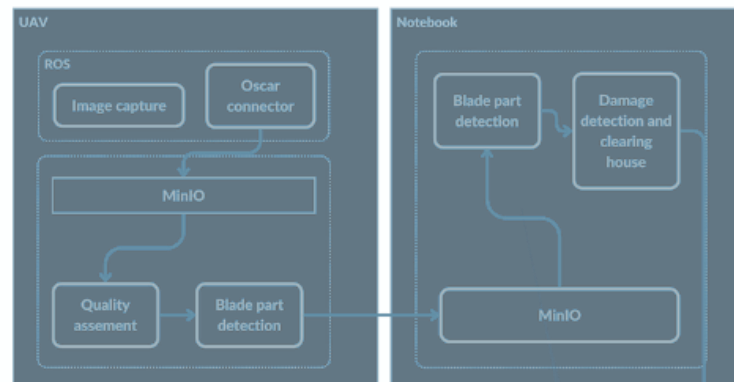 UAV
ROS
Image capture
Oscar
connector
MinIO
Quality
assement
Blade part
detection
Notebook
Blade part
detection
Damage
detection and
clearing
house
MinIO